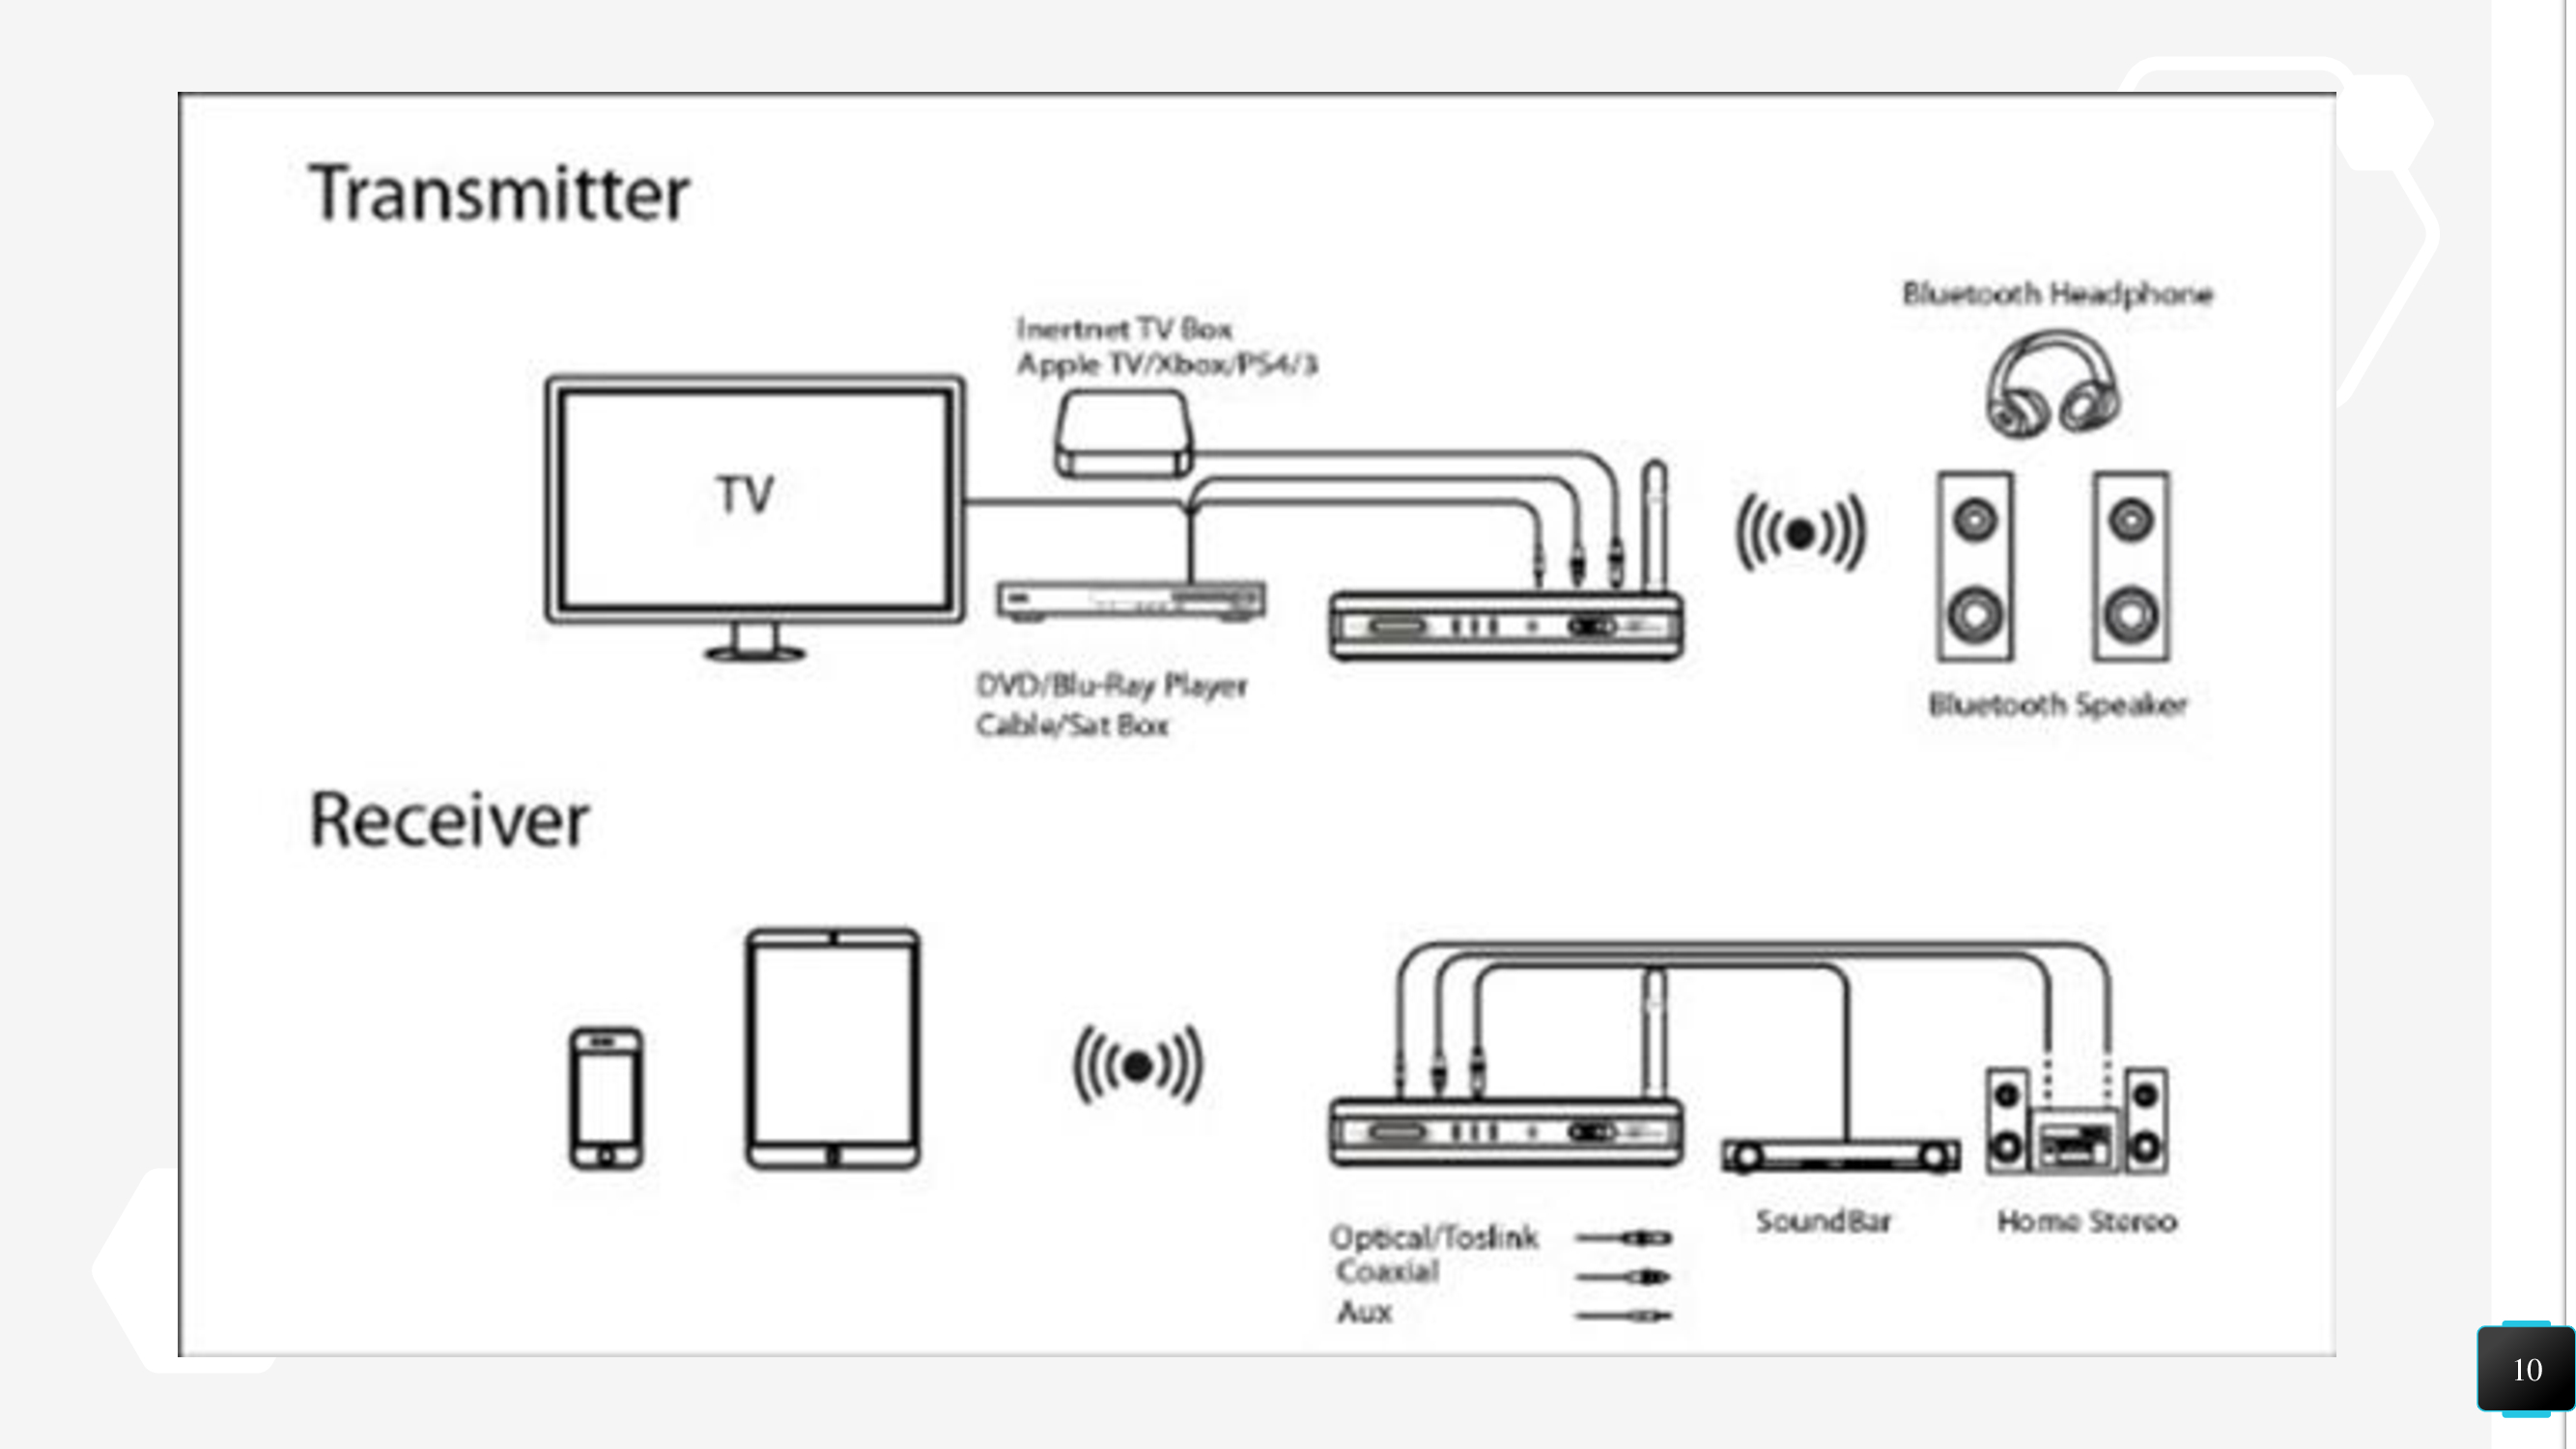 Transmitter
Bluetooth Headphone
Inertnet TV Box
Apple TV/Xbox/PS4/3
TV
DVD/Blu-Ray Player
Cable/Sat Box
Bluetooth Speaker
Receiver
SoundBar
Home Stereo
Optical/Toslink
Coaxial
Aux
10